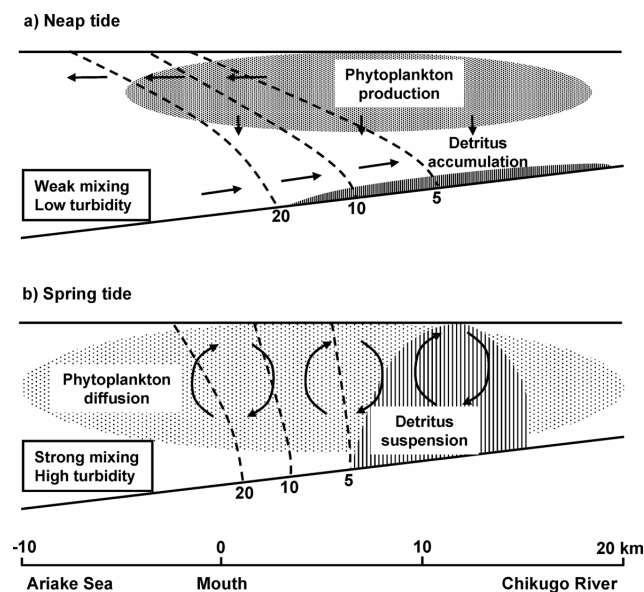 a) Neap tide
Phytoplankton
production
Detritus
accumulation
Weak mixing
Low turbidity
20
10
5
b) Spring tide
Phytoplankton
diffusion
Detritus
suspension
Strong mixing
High turbidity
20
10
5
-10 0 10 20 km
Ariake Sea Mouth Chikugo River